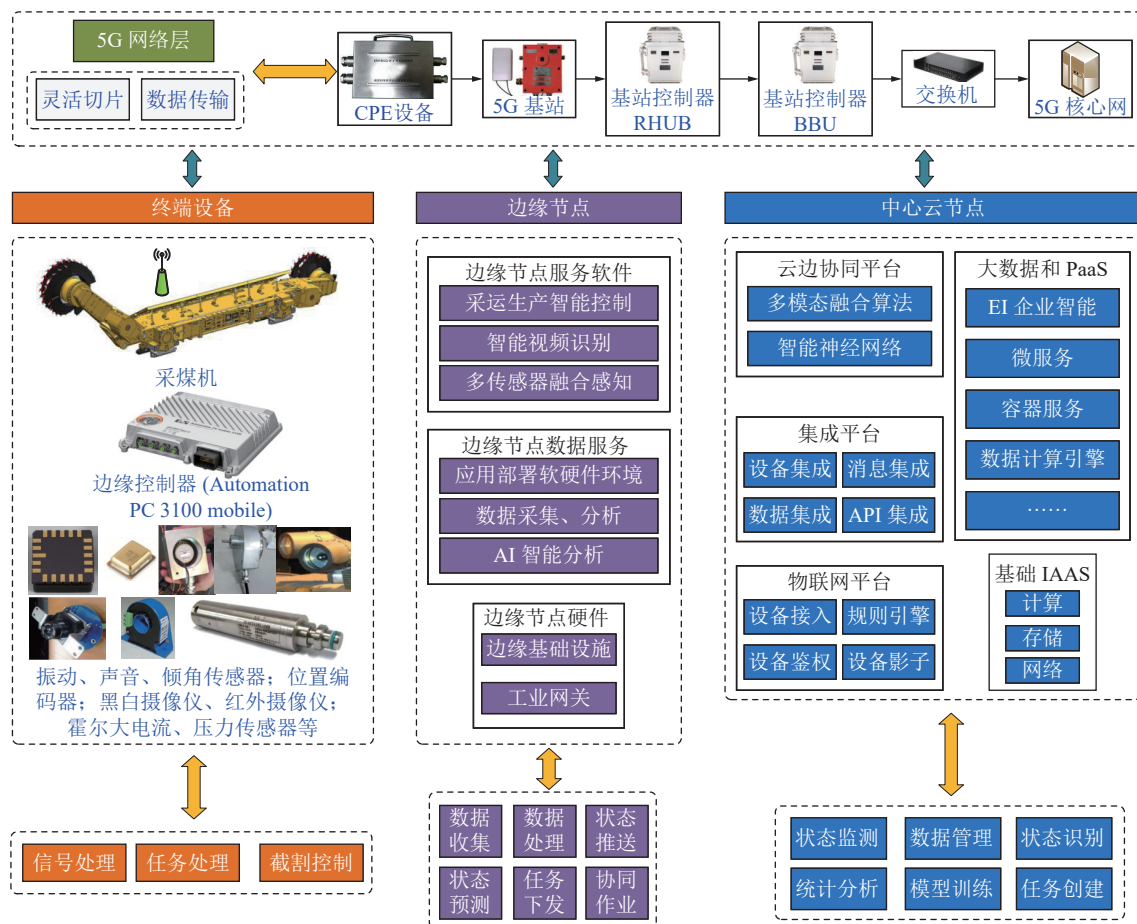 5G 网络层
灵活切片
数据传输
CPE设备
5G 基站
基站控制器
RHUB
基站控制器
BBU
交换机
5G 核心网
终端设备
采煤机
边缘控制器 (Automation
PC 3100 mobile)
振动、声音、倾角传感器；位置编
码器；黑白摄像仪、红外摄像仪；
霍尔大电流、压力传感器等
信号处理
任务处理
截割控制
边缘节点
边缘节点服务软件
采运生产智能控制
智能视频识别
多传感器融合感知
边缘节点数据服务
应用部署软硬件环境
数据采集、分析
AI 智能分析
边缘节点硬件
边缘基础设施
工业网关
数据
收集
数据
处理
状态
推送
状态
预测
任务
下发
协同
作业
中心云节点
云边协同平台
多模态融合算法
智能神经网络
集成平台
设备集成
消息集成
数据集成
API 集成
物联网平台
设备接入
规则引擎
设备鉴权
设备影子
大数据和 PaaS
EI 企业智能
微服务
容器服务
数据计算引擎
……
基础 IAAS
计算
存储
网络
状态监测
数据管理
状态识别
统计分析
模型训练
任务创建